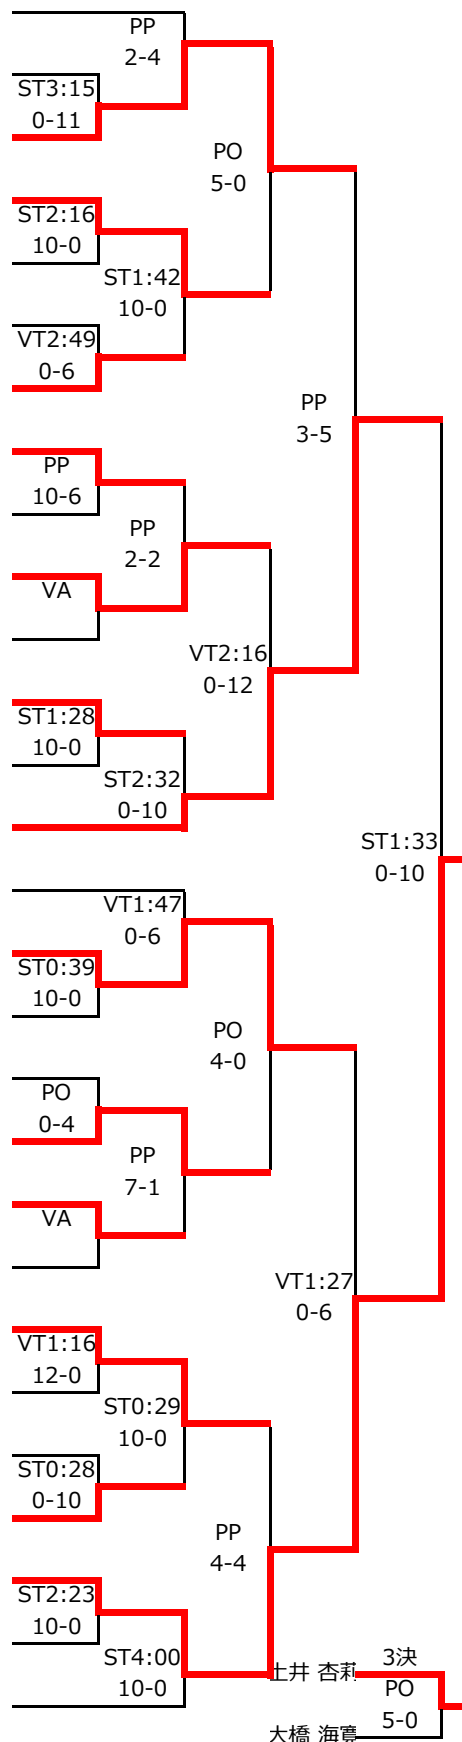 PP
2-4
ST3:15
0-11
PO
5-0
ST2:16
10-0
ST1:42
10-0
VT2:49
0-6
PP
3-5
PP
10-6
PP
2-2
VA
VT2:16
0-12
ST1:28
10-0
ST2:32
0-10
ST1:33
0-10
VT1:47
0-6
ST0:39
10-0
PO
4-0
PO
0-4
PP
7-1
VA
VT1:27
0-6
VT1:16
12-0
ST0:29
10-0
ST0:28
0-10
PP
4-4
ST2:23
10-0
ST4:00
10-0
土井 杏莉
3決
PO
5-0
大橋 海寛